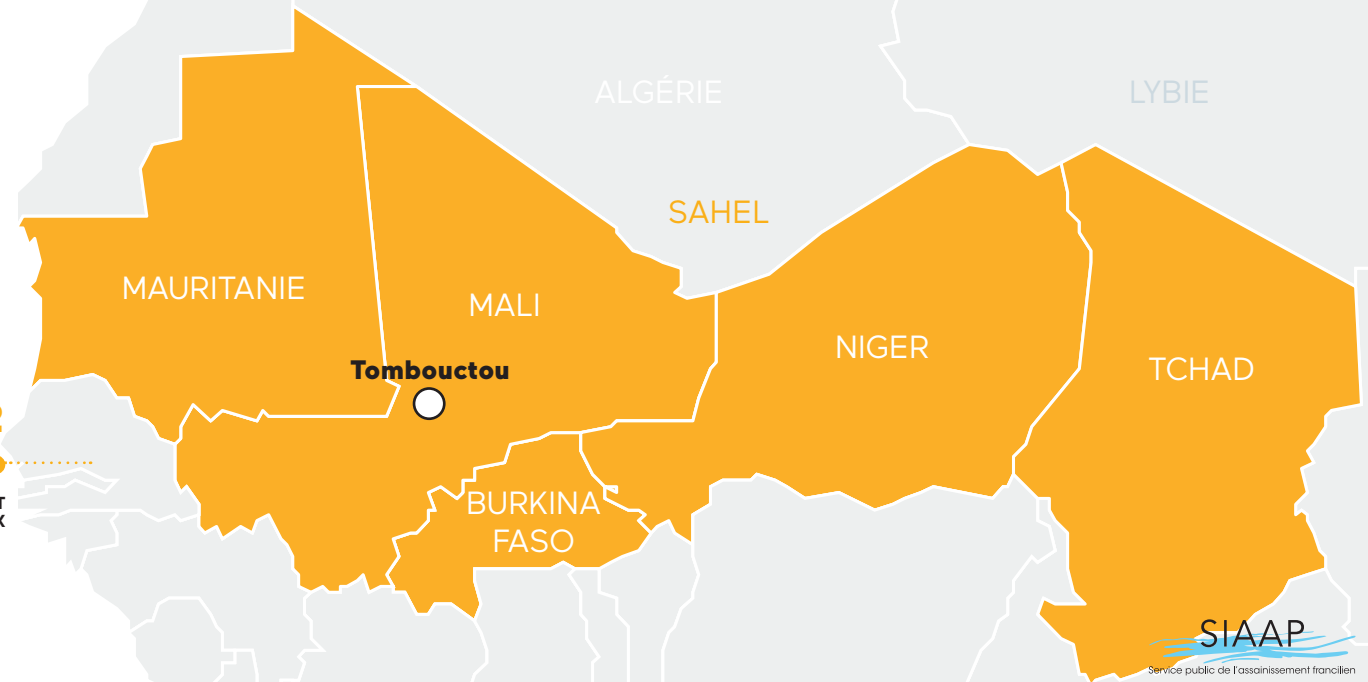 ALGÉRIE
LYBIE
SAHEL
MAURITANIE
MALI
NIGER
Tombouctou
TCHAD
BURKINA
FASO
T
X
SIAAP
Service public de l'assainissement francilien